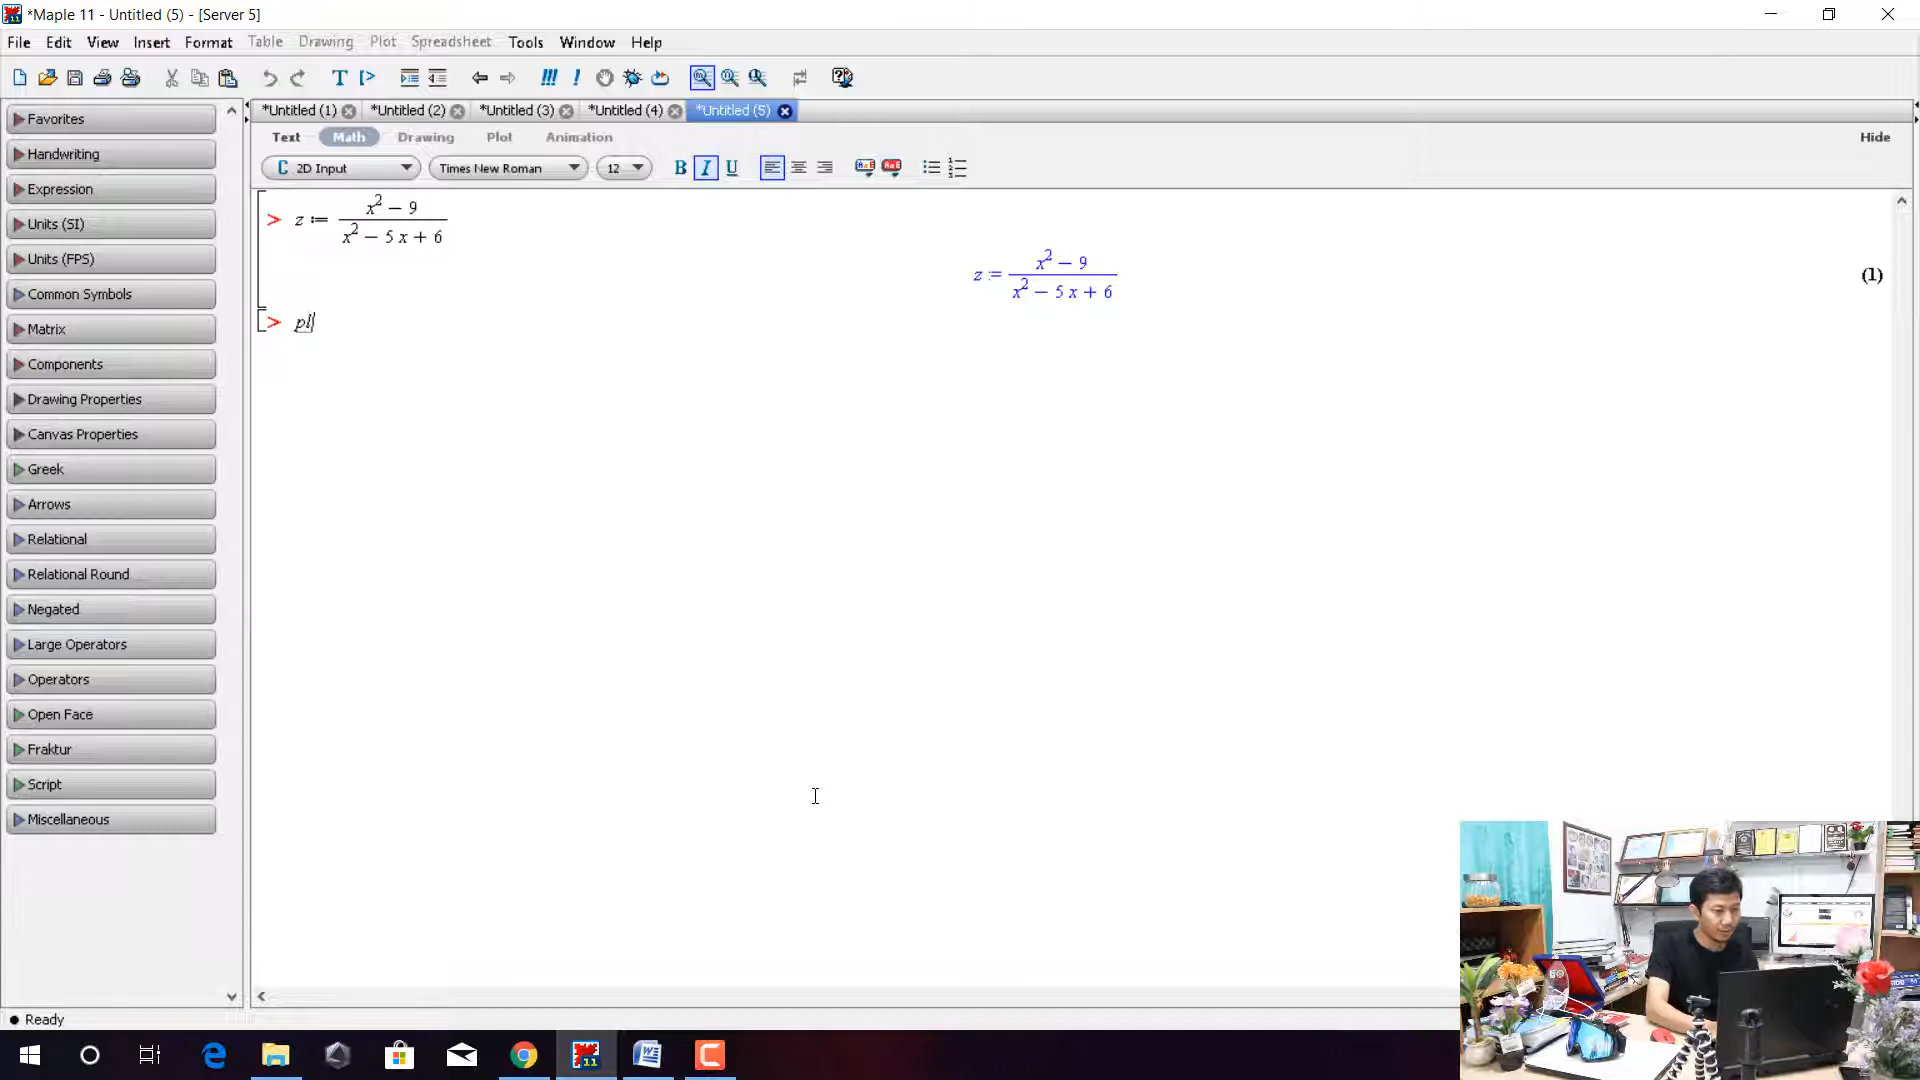 *Maple 11 - Untitled (5) - [Server 5]
File Edit View Insert Format Table Drawing Plot Spreadsheet Tools Window Help
*Untitled (1) *Untitled (2) *Untitled (3) *Untitled (4) *Untitled (5)
Text Math Drawing Plot Animation Hide
C 2D Input Times New Roman 12 B I U
Favorites
Handwriting
Expression
Units (SI)
Units (FPS)
Common Symbols
Matrix
Components
Drawing Properties
Canvas Properties
Greek
Arrows
Relational
Relational Round
Negated
Large Operators
Operators
Open Face
Fraktur
Script
Miscellaneous
> z := (x^2 − 9)/(x^2 − 5 x + 6)
z := (x^2 − 9)/(x^2 − 5 x + 6) (1)
> pl
Ready